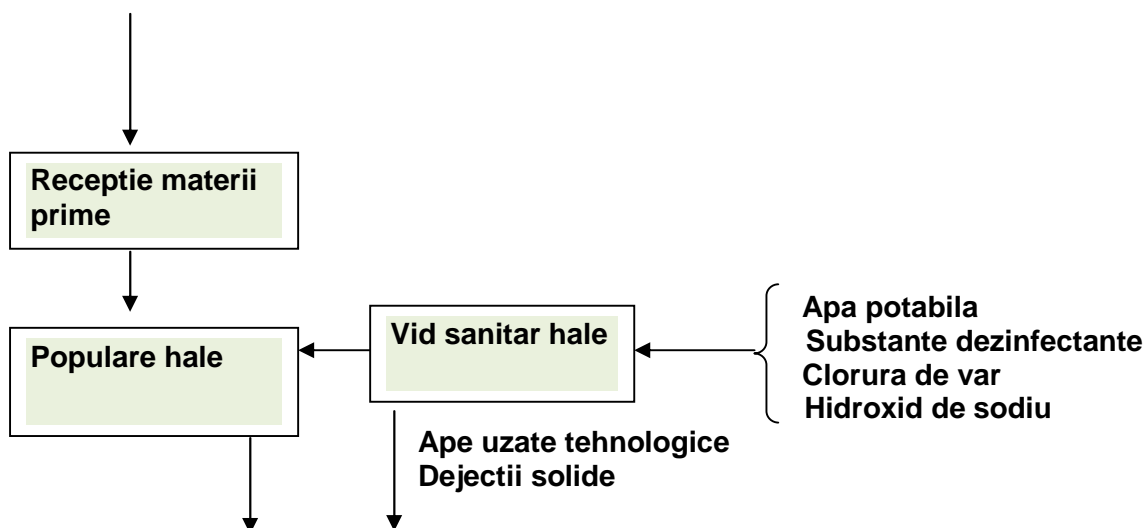 Receptie materii
prime
Populare hale
Vid sanitar hale
Apa potabila
Substante dezinfectante
Clorura de var
Hidroxid de sodiu
Ape uzate tehnologice
Dejectii solide